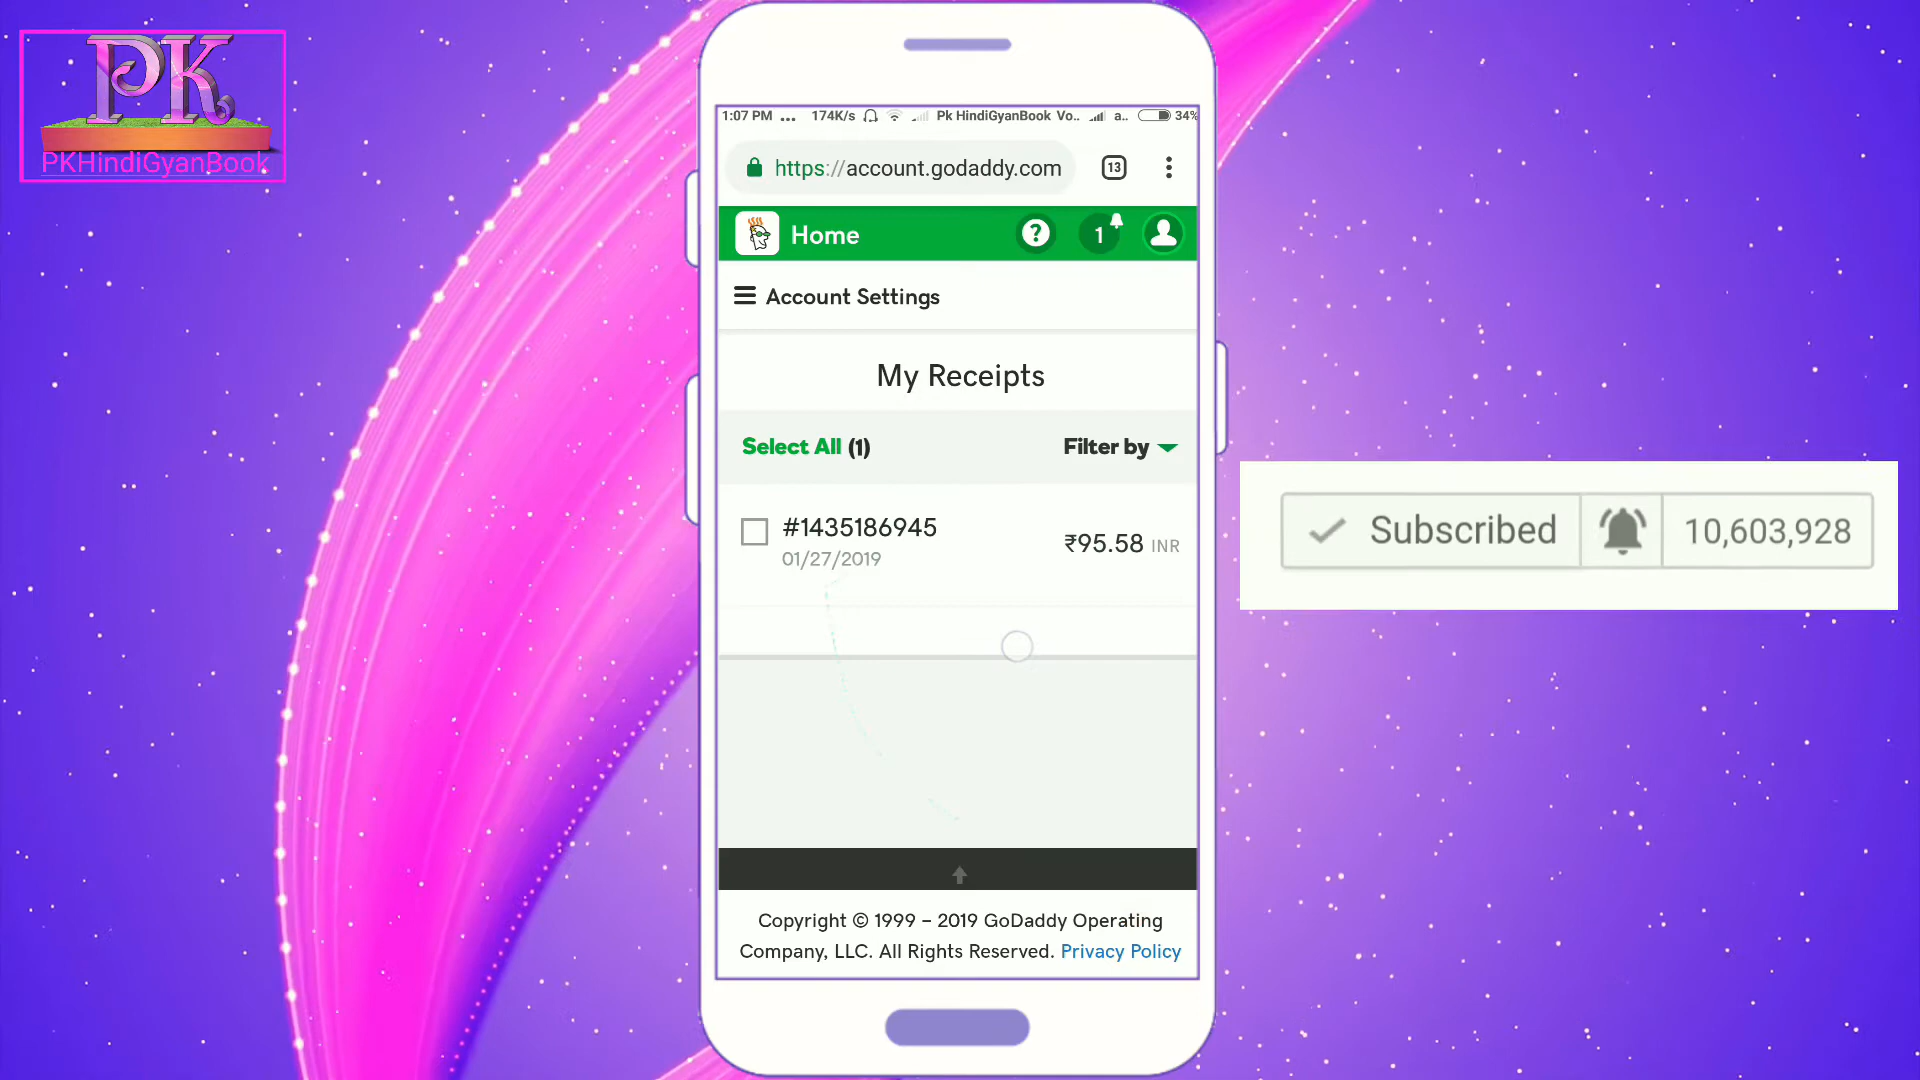 PK
PKHindiGyanBook
1:07 PM ... 174K/s Pk HindiGyanBook Vo.. a.. 34%
https://account.godaddy.com 13
Home ? 1
Account Settings
My Receipts
Select All (1) Filter by
#1435186945
01/27/2019
₹95.58 INR
Subscribed 10,603,928
Copyright © 1999 – 2019 GoDaddy Operating
Company, LLC. All Rights Reserved. Privacy Policy